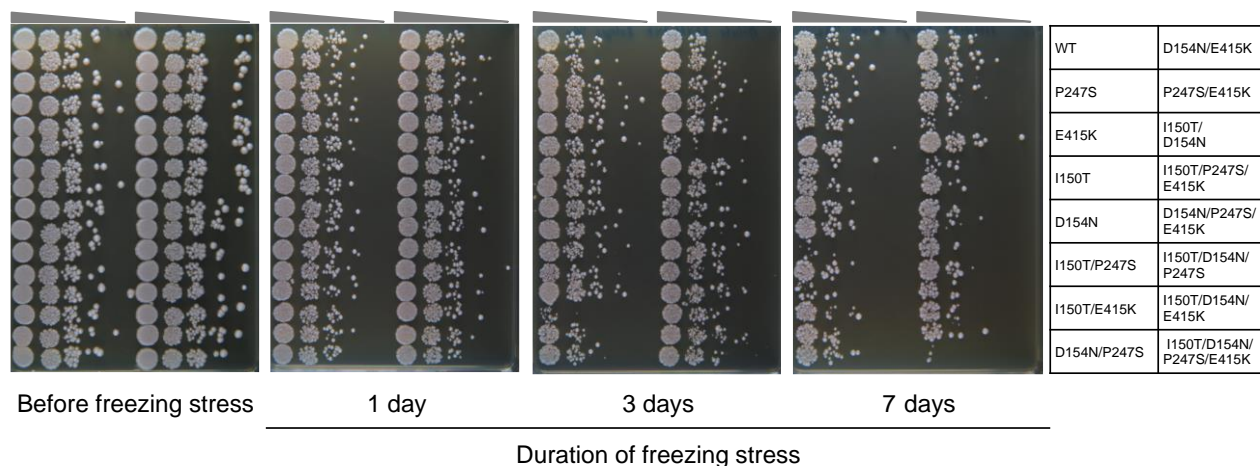 WT
D154N/E415K
P247S
P247S/E415K
E415K
I150T/
D154N
I150T
I150T/P247S/
E415K
D154N
D154N/P247S/
E415K
I150T/P247S
I150T/D154N/
P247S
I150T/E415K
I150T/D154N/
E415K
D154N/P247S
I150T/D154N/
P247S/E415K
Before freezing stress
1 day
3 days
7 days
Duration of freezing stress